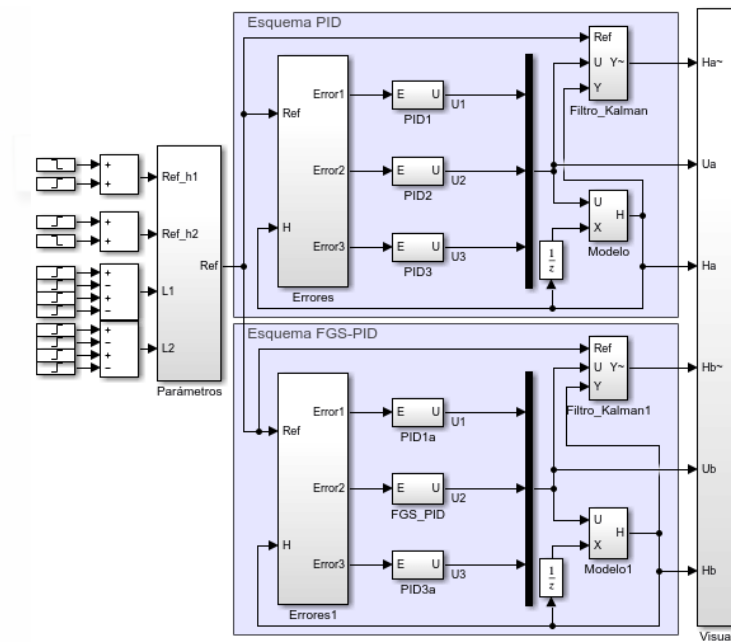 Esquema PID
Ref
U Y~
Y
Filtro_Kalman
Ha~
Error1
E U
U1
PID1
Ref
+
+
Ref_h1
Error2
E U
U2
PID2
Ua
U
H
X
Modelo
+
+
Ref_h2
H
Error3
E U
U3
PID3
1
z
Ref
Ha
Errores
+
−
+
−
L1
+
−
+
−
L2
Parámetros
Esquema FGS-PID
Ref
U Y~
Y
Filtro_Kalman1
Hb~
Error1
E U
U1
PID1a
Ref
Error2
E U
U2
FGS_PID
Ub
U
H
X
Modelo1
H
Error3
E U
U3
PID3a
1
z
Hb
Errores1
Visua